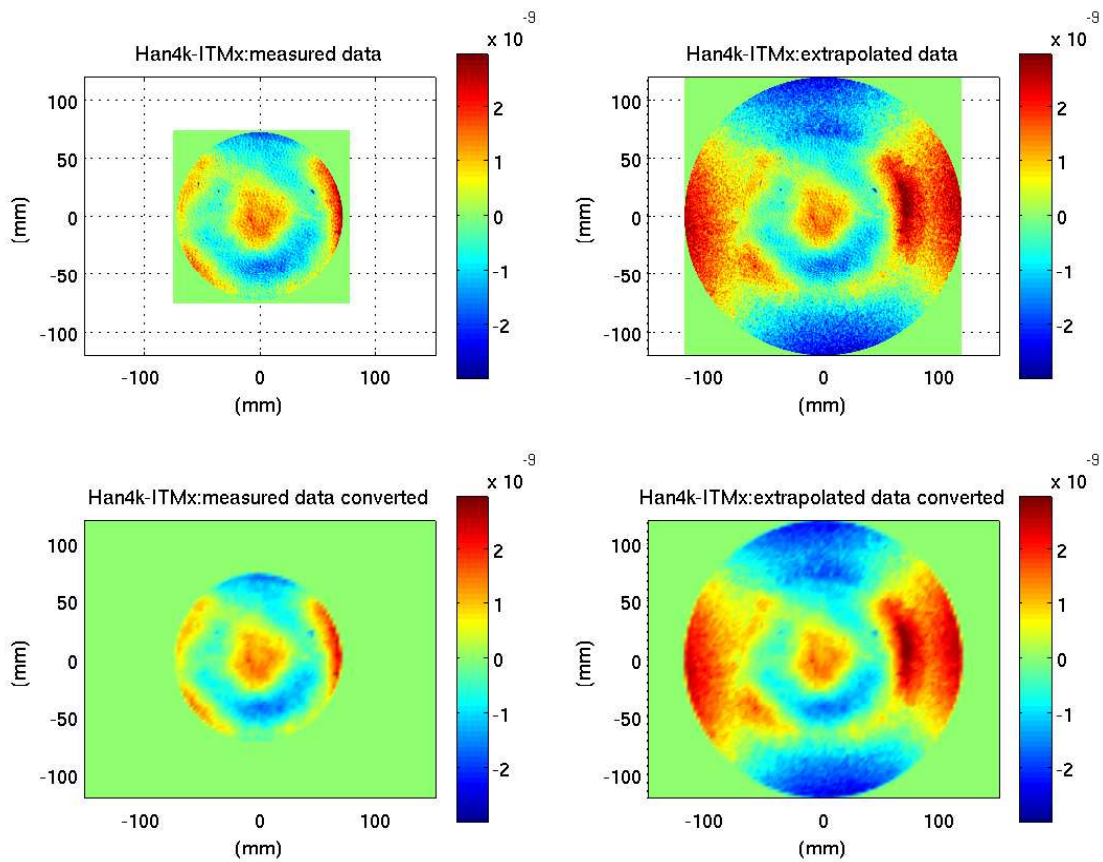 -9
x 10
Han4k-ITMx:measured data
100
50
0
-50
-100
(mm)
-100 0 100
(mm)
2
1
0
-1
-2
-9
x 10
Han4k-ITMx:extrapolated data
100
50
0
-50
-100
(mm)
-100 0 100
(mm)
2
1
0
-1
-2
-9
x 10
Han4k-ITMx:measured data converted
100
50
0
-50
-100
(mm)
-100 0 100
(mm)
2
1
0
-1
-2
-9
x 10
Han4k-ITMx:extrapolated data converted
100
50
0
-50
-100
(mm)
-100 0 100
(mm)
2
1
0
-1
-2